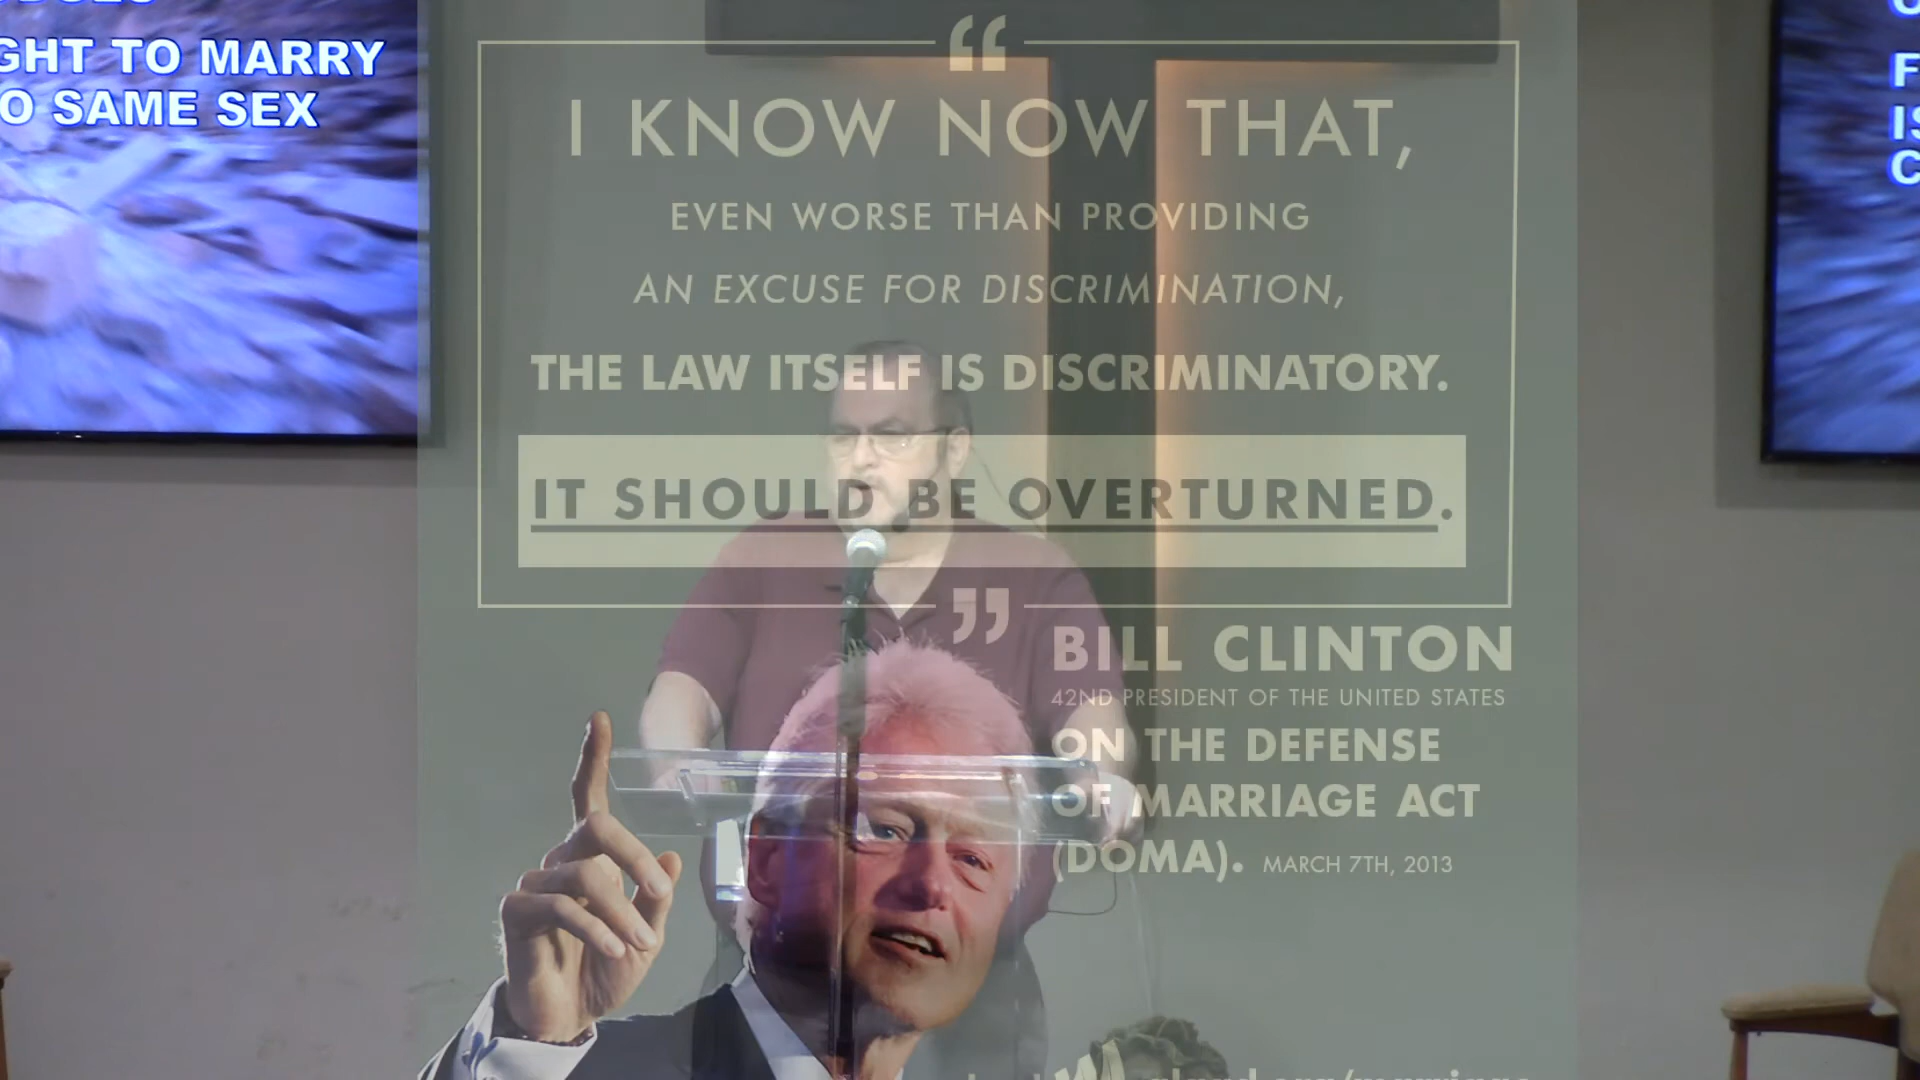 GHT TO MARRY
O SAME SEX
“
I KNOW NOW THAT,
EVEN WORSE THAN PROVIDING
AN EXCUSE FOR DISCRIMINATION,
THE LAW ITSELF IS DISCRIMINATORY.
IT SHOULD BE OVERTURNED.
”
BILL CLINTON
42ND PRESIDENT OF THE UNITED STATES
ON THE DEFENSE
OF MARRIAGE ACT
(DOMA). MARCH 7TH, 2013
F
IS
C